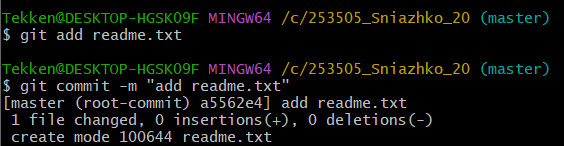 Tekken@DESKTOP-HGSK09F MINGW64 /c/253505_Sniazhko_20 (master)
$ git add readme.txt
Tekken@DESKTOP-HGSK09F MINGW64 /c/253505_Sniazhko_20 (master)
$ git commit -m "add readme.txt"
[master (root-commit) a5562e4] add readme.txt
 1 file changed, 0 insertions(+), 0 deletions(-)
 create mode 100644 readme.txt